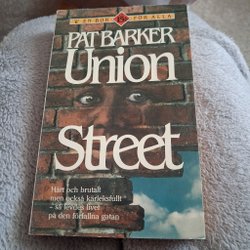 EN BOK FÖR ALLA
PAT BARKER
Union
Street
Hårt och brutalt
men också kärleksfullt
– så levdes livet
på den förfallna gatan